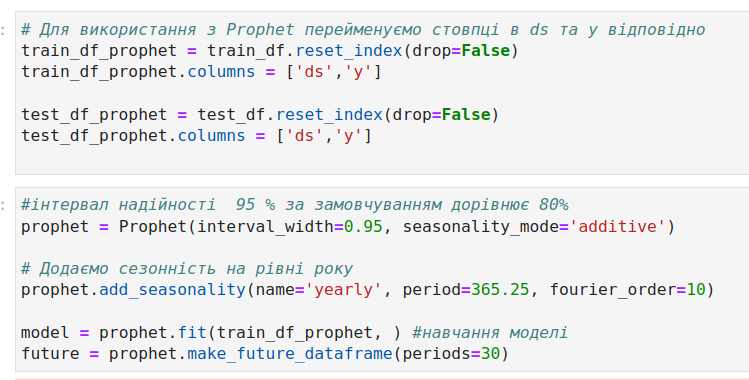 # Для використання з Prophet перейменуємо стовпці в ds та y відповідно
train_df_prophet = train_df.reset_index(drop=False)
train_df_prophet.columns = ['ds','y']
test_df_prophet = test_df.reset_index(drop=False)
test_df_prophet.columns = ['ds','y']
#інтервал надійності  95 % за замовчуванням дорівнює 80%
prophet = Prophet(interval_width=0.95, seasonality_mode='additive')
# Додаємо сезонність на рівні року
prophet.add_seasonality(name='yearly', period=365.25, fourier_order=10)
model = prophet.fit(train_df_prophet, ) #навчання моделі
future = prophet.make_future_dataframe(periods=30)